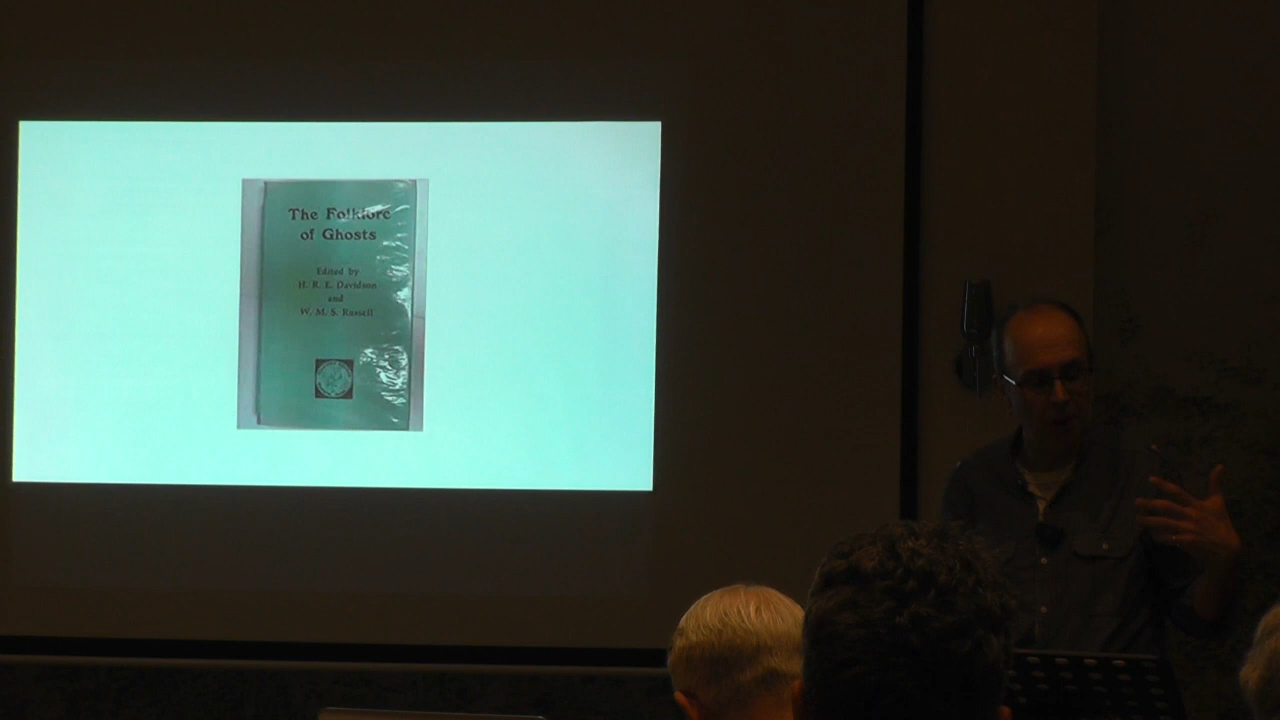 The Folklore
of Ghosts
Edited by
H. R. E. Davidson
and
W. M. S. Russell